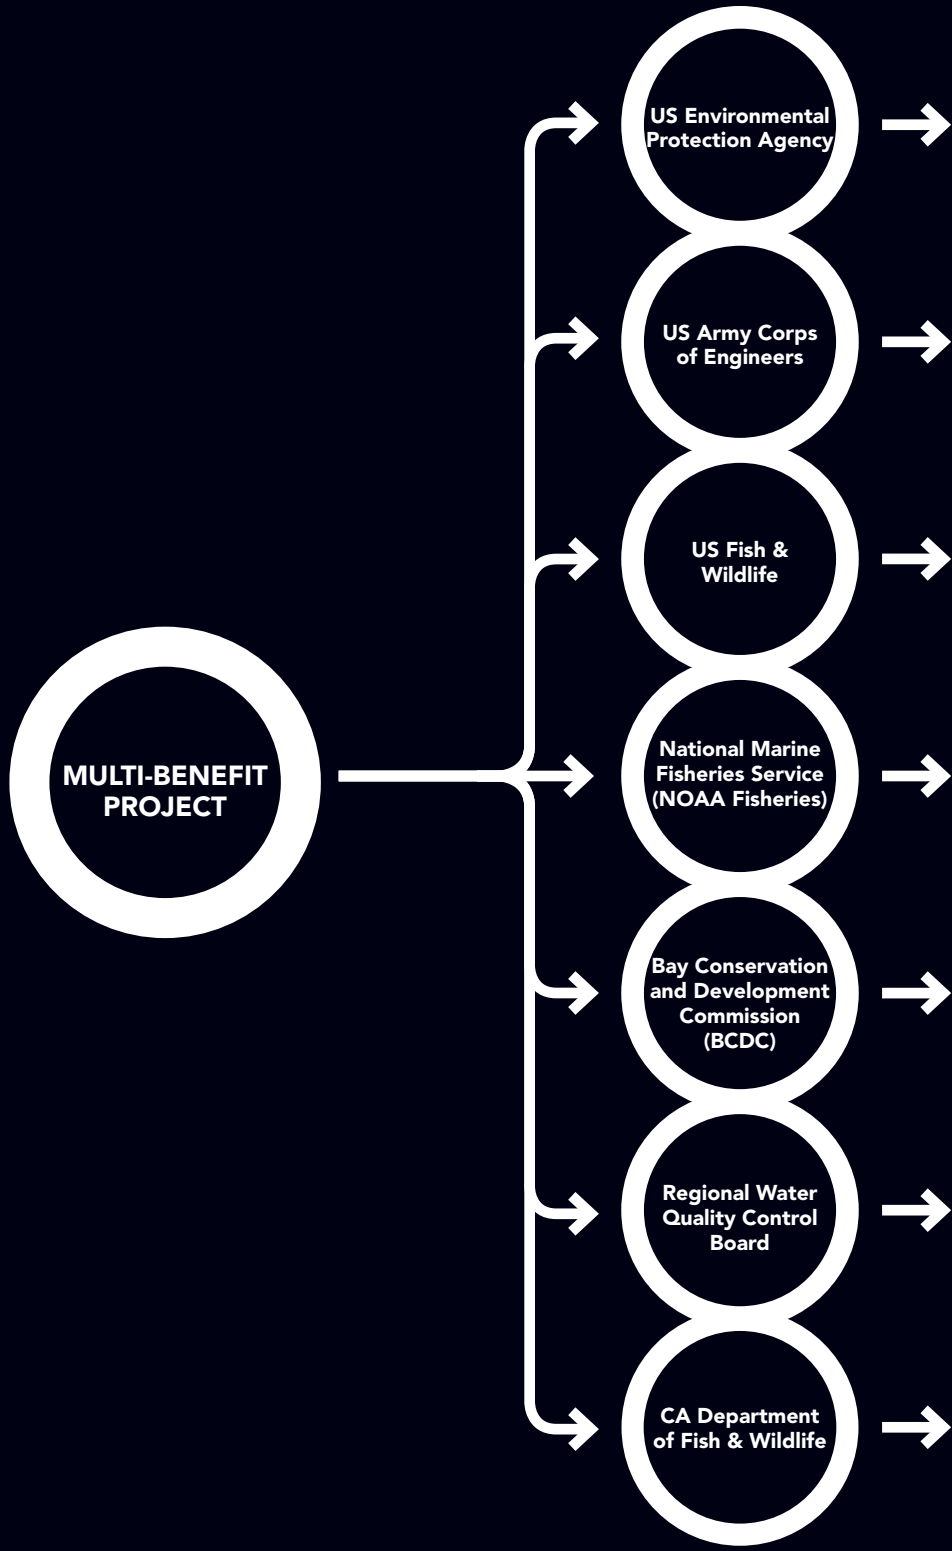 US Environmental
Protection Agency
US Army Corps
of Engineers
US Fish &
Wildlife
MULTI-BENEFIT
PROJECT
National Marine
Fisheries Service
(NOAA Fisheries)
Bay Conservation
and Development
Commission
(BCDC)
Regional Water
Quality Control
Board
CA Department
of Fish & Wildlife